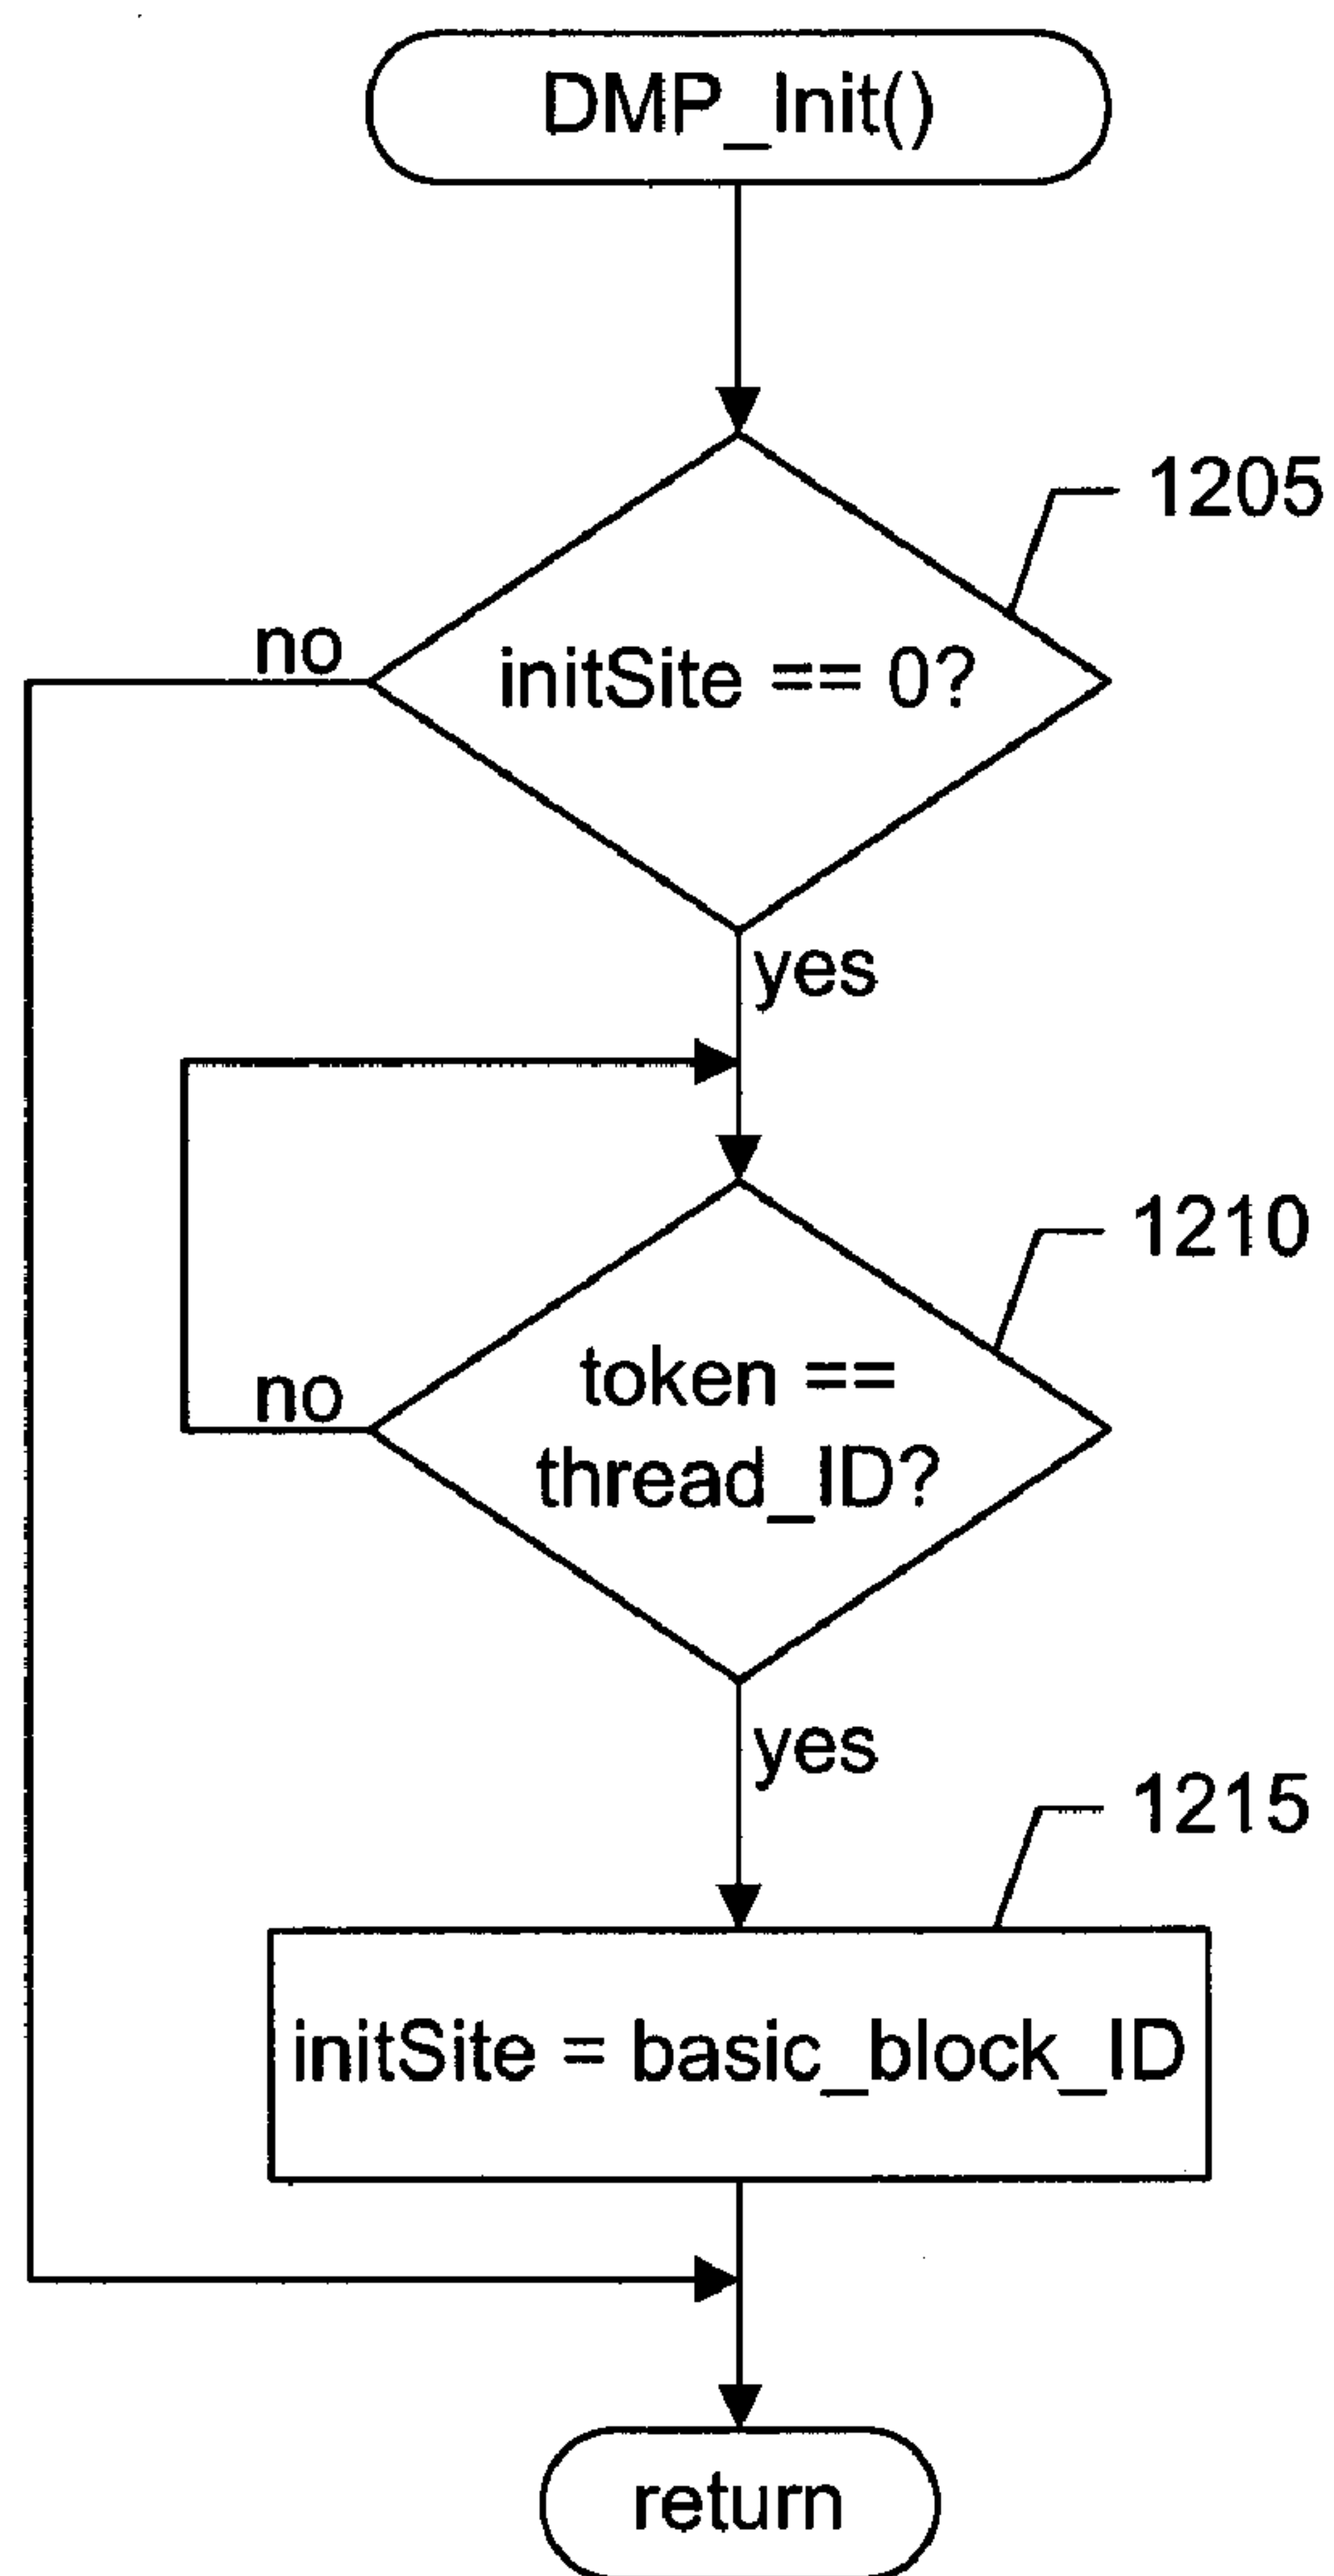 DMP_Init()
1205
no
initSite == 0?
yes
1210
no
token ==
thread_ID?
yes
1215
initSite = basic_block_ID
return